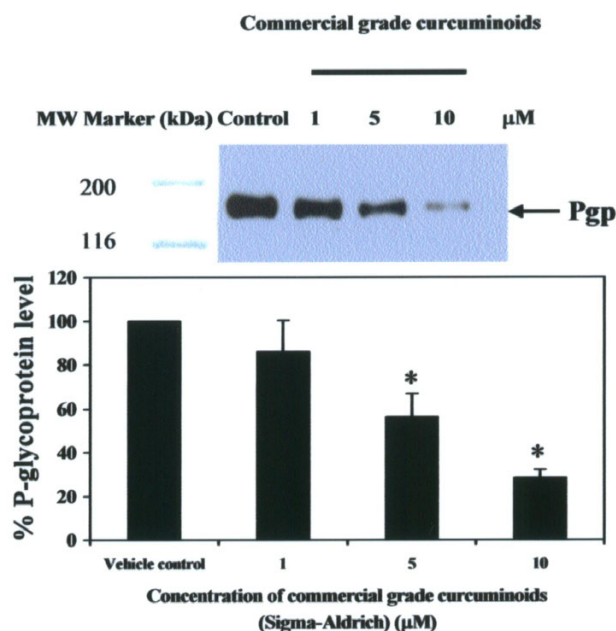 Commercial grade curcuminoids
MW Marker (kDa) Control 1 5 10 μM
200
Pgp
116
% P-glycoprotein level
120
100
80
60
40
20
0
*
*
Vehicle control 1 5 10
Concentration of commercial grade curcuminoids
(Sigma-Aldrich) (μM)